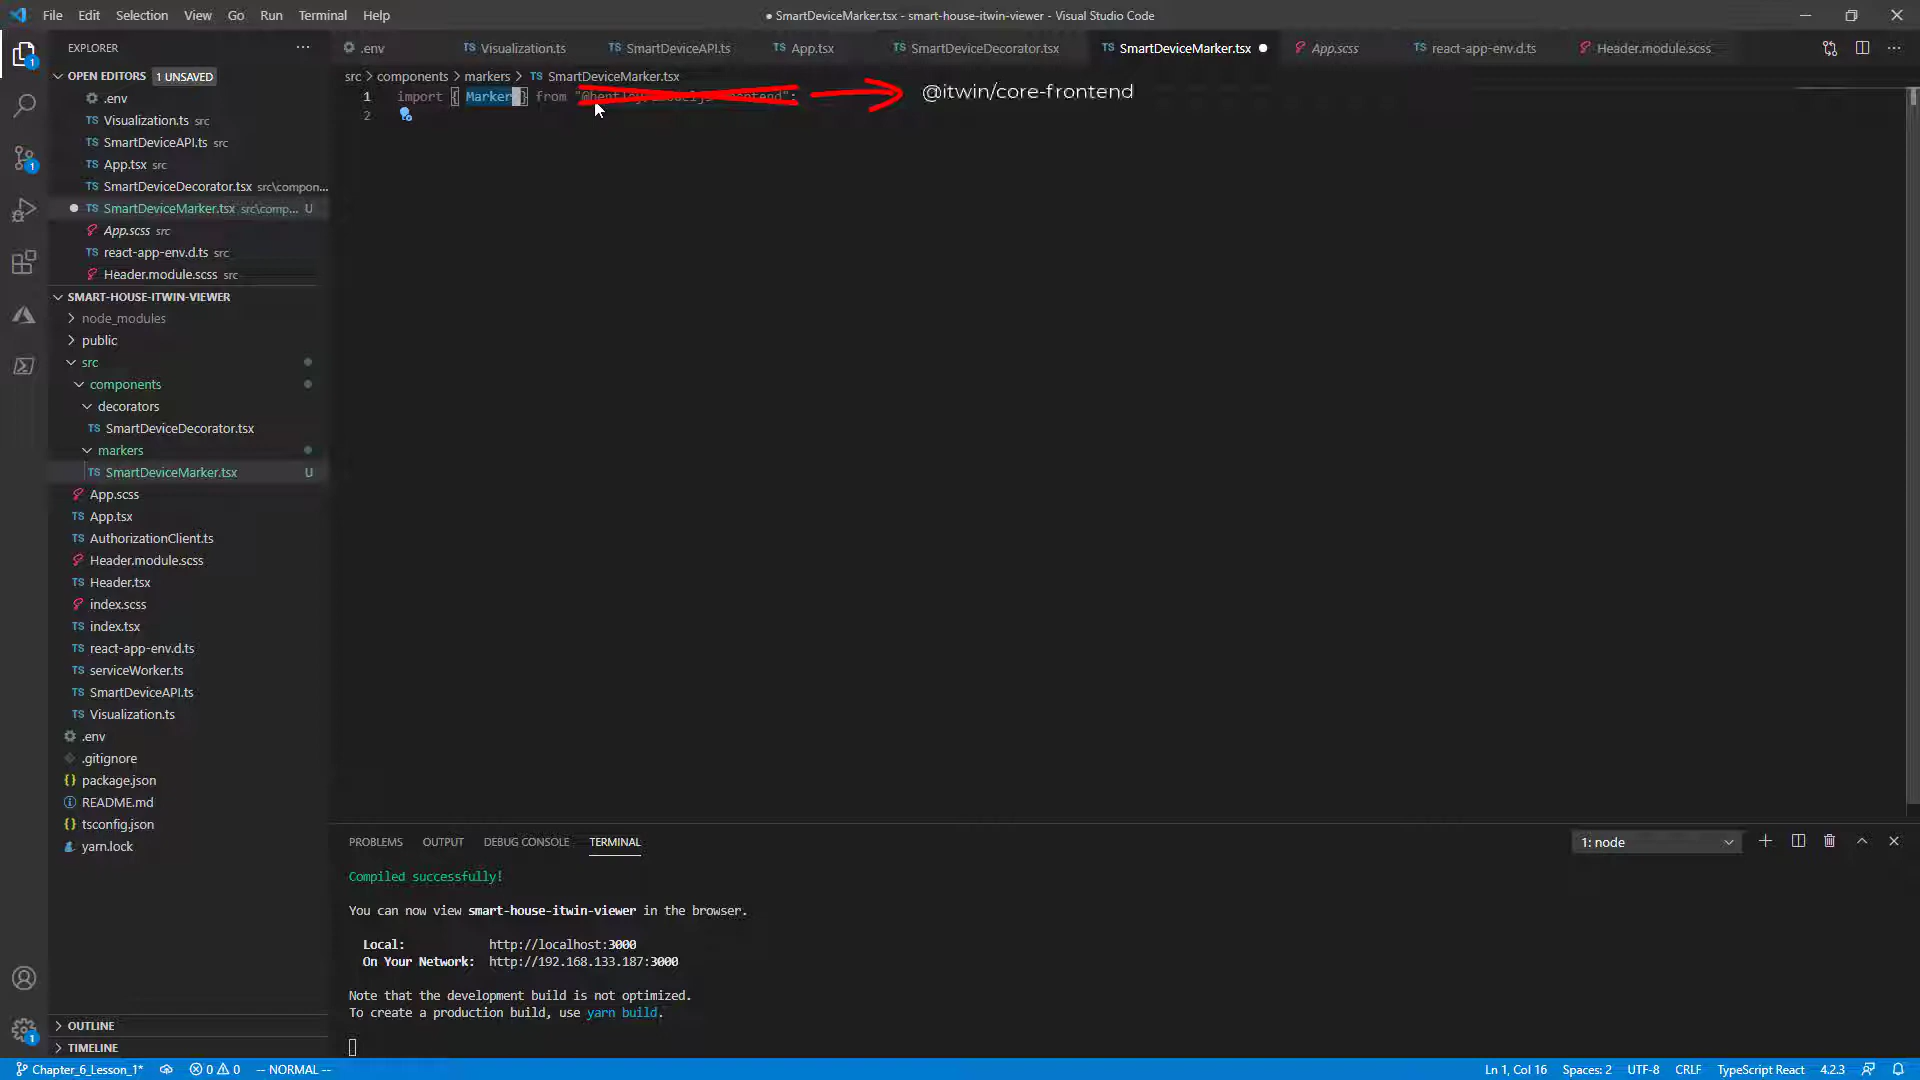 File Edit Selection View Go Run Terminal Help
● SmartDeviceMarker.tsx - smart-house-itwin-viewer - Visual Studio Code
EXPLORER
OPEN EDITORS 1 UNSAVED
.env
Visualization.ts src
SmartDeviceAPI.ts src
App.tsx src
SmartDeviceDecorator.tsx src\compon...
SmartDeviceMarker.tsx src\comp... U
App.scss src
react-app-env.d.ts src
Header.module.scss src
SMART-HOUSE-ITWIN-VIEWER
node_modules
public
src
components
decorators
SmartDeviceDecorator.tsx
markers
SmartDeviceMarker.tsx U
App.scss
App.tsx
AuthorizationClient.ts
Header.module.scss
Header.tsx
index.scss
index.tsx
react-app-env.d.ts
serviceWorker.ts
SmartDeviceAPI.ts
Visualization.ts
.env
.gitignore
package.json
README.md
tsconfig.json
yarn.lock
OUTLINE
TIMELINE
.env Visualization.ts SmartDeviceAPI.ts App.tsx SmartDeviceDecorator.tsx SmartDeviceMarker.tsx App.scss react-app-env.d.ts Header.module.scss
src > components > markers > TS SmartDeviceMarker.tsx
1 import { Marker } from
@itwin/core-frontend
2
PROBLEMS OUTPUT DEBUG CONSOLE TERMINAL 1: node
Compiled successfully!
You can now view smart-house-itwin-viewer in the browser.
Local: http://localhost:3000
On Your Network: http://192.168.133.187:3000
Note that the development build is not optimized.
To create a production build, use yarn build.
Chapter_6_Lesson_1* 0 0 -- NORMAL -- Ln 1, Col 16 Spaces: 2 UTF-8 CRLF TypeScript React 4.2.3